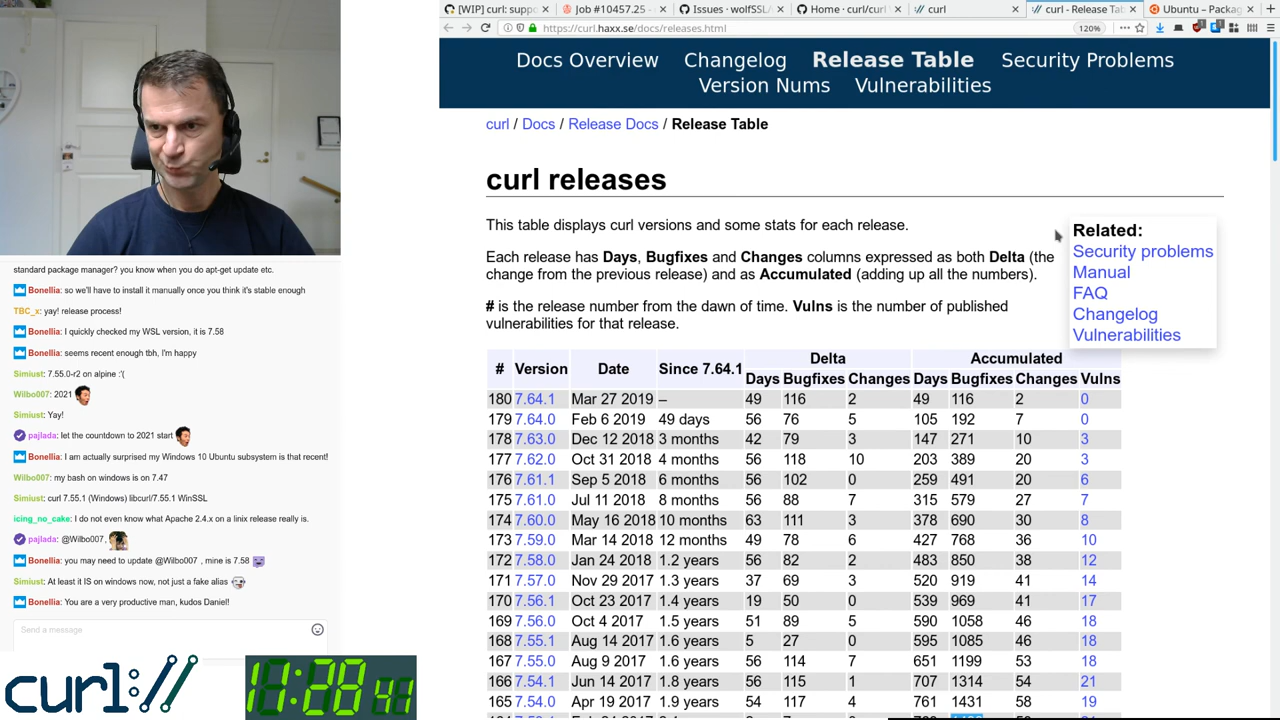 [WIP] curl: suppo
Job #10457.25 -
Issues · wolfSSL/
Home · curl/curl
curl
curl - Release Tab
Ubuntu – Packag
https://curl.haxx.se/docs/releases.html
120%
Docs Overview Changelog Release Table Security Problems
Version Nums Vulnerabilities
curl / Docs / Release Docs / Release Table
curl releases
This table displays curl versions and some stats for each release.
Each release has Days, Bugfixes and Changes columns expressed as both Delta (the
change from the previous release) and as Accumulated (adding up all the numbers).
# is the release number from the dawn of time. Vulns is the number of published
vulnerabilities for that release.
Related:
Security problems
Manual
FAQ
Changelog
Vulnerabilities
Delta Accumulated
# Version Date Since 7.64.1 Days Bugfixes Changes Days Bugfixes Changes Vulns
180 7.64.1 Mar 27 2019 – 49 116 2 49 116 2 0
179 7.64.0 Feb 6 2019 49 days 56 76 5 105 192 7 0
178 7.63.0 Dec 12 2018 3 months 42 79 3 147 271 10 3
177 7.62.0 Oct 31 2018 4 months 56 118 10 203 389 20 3
176 7.61.1 Sep 5 2018 6 months 56 102 0 259 491 20 6
175 7.61.0 Jul 11 2018 8 months 56 88 7 315 579 27 7
174 7.60.0 May 16 2018 10 months 63 111 3 378 690 30 8
173 7.59.0 Mar 14 2018 12 months 49 78 6 427 768 36 10
172 7.58.0 Jan 24 2018 1.2 years 56 82 2 483 850 38 12
171 7.57.0 Nov 29 2017 1.3 years 37 69 3 520 919 41 14
170 7.56.1 Oct 23 2017 1.4 years 19 50 0 539 969 41 17
169 7.56.0 Oct 4 2017 1.5 years 51 89 5 590 1058 46 18
168 7.55.1 Aug 14 2017 1.6 years 5 27 0 595 1085 46 18
167 7.55.0 Aug 9 2017 1.6 years 56 114 7 651 1199 53 18
166 7.54.1 Jun 14 2017 1.8 years 56 115 1 707 1314 54 21
165 7.54.0 Apr 19 2017 1.9 years 54 117 4 761 1431 58 19
standard package manager? you know when you do apt-get update etc.
Bonellia: so we'll have to install it manually once you think it's stable enough
TBC_x: yay! release process!
Bonellia: I quickly checked my WSL version, it is 7.58
Bonellia: seems recent enough tbh, I'm happy
Simiust: 7.55.0-r2 on alpine :'(
Wilbo007: 2021
Simiust: Yay!
pajlada: let the countdown to 2021 start
Bonellia: I am actually surprised my Windows 10 Ubuntu subsystem is that recent!
Wilbo007: my bash on windows is on 7.47
Simiust: curl 7.55.1 (Windows) libcurl/7.55.1 WinSSL
icing_no_cake: I do not even know what Apache 2.4.x on a linix release really is.
pajlada: @Wilbo007,
Bonellia: you may need to update @Wilbo007 , mine is 7.58
Simiust: At least it IS on windows now, not just a fake alias
Bonellia: You are a very productive man, kudos Daniel!
Send a message
curl://